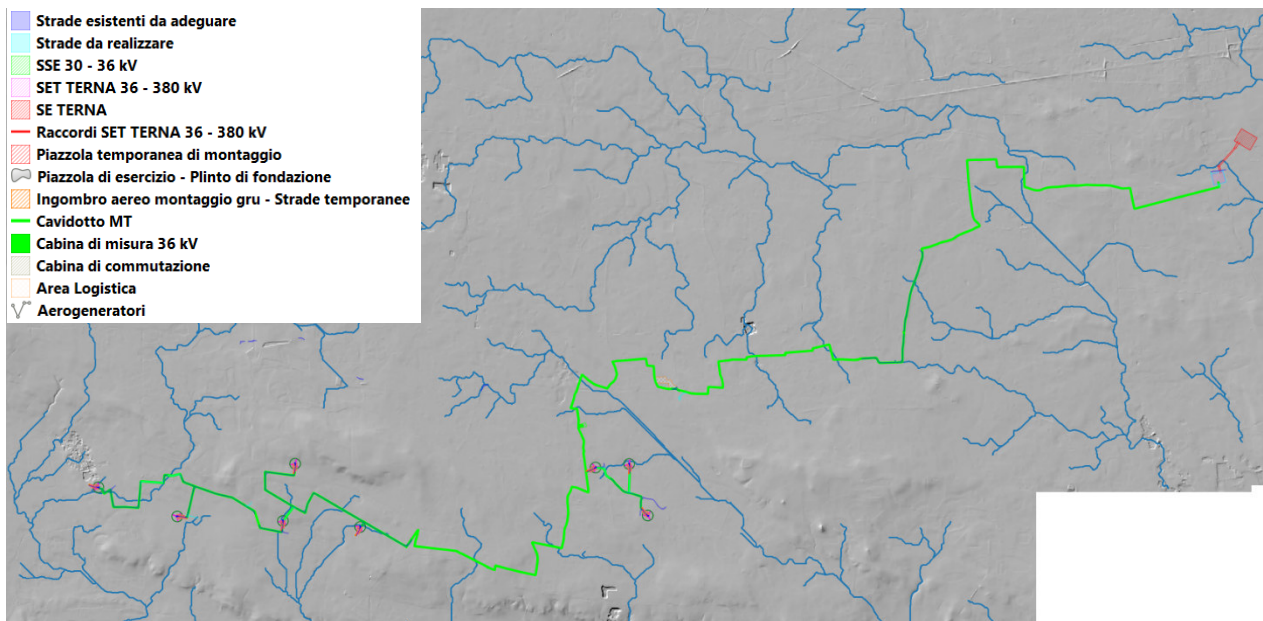 Strade esistenti da adeguare
Strade da realizzare
SSE 30 - 36 kV
SET TERNA 36 - 380 kV
SE TERNA
Raccordi SET TERNA 36 - 380 kV
Piazzola temporanea di montaggio
Piazzola di esercizio - Plinto di fondazione
Ingombro aereo montaggio gru - Strade temporanee
Cavidotto MT
Cabina di misura 36 kV
Cabina di commutazione
Area Logistica
Aerogeneratori